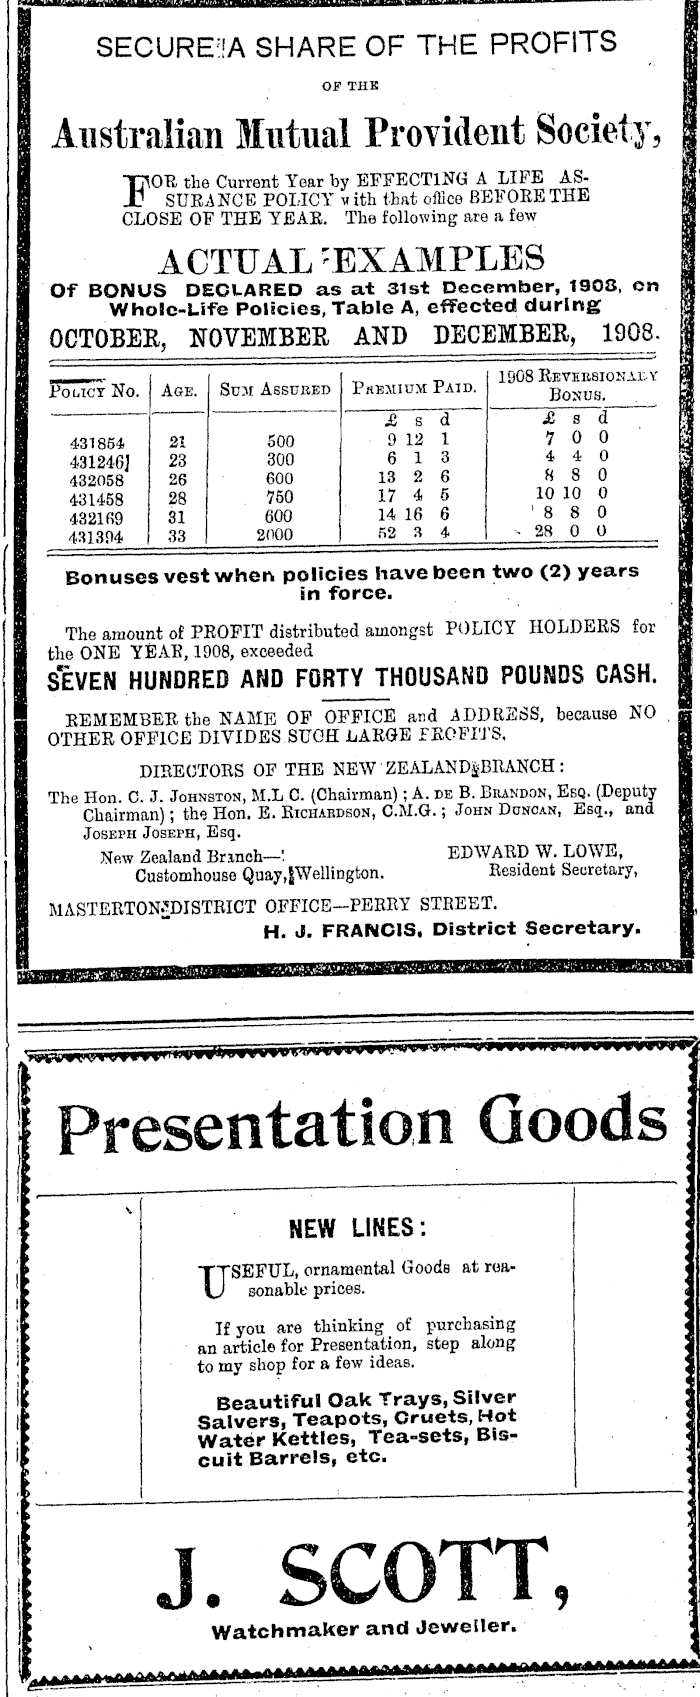 SECURE A SHARE OF THE PROFITS
OF THE
Australian Mutual Provident Society,
FOR the Current Year by EFFECTING A LIFE AS-
SURANCE POLICY with that office BEFORE THE
CLOSE OF THE YEAR. The following are a few
ACTUAL EXAMPLES
Of BONUS DECLARED as at 31st December, 1908, on
Whole-Life Policies, Table A, effected during
OCTOBER, NOVEMBER AND DECEMBER, 1908.
POLICY NO. AGE. SUM ASSURED PREMIUM PAID. 1908 REVERSIONARY
BONUS.
£ s d £ s d
431854 21 500 9 12 1 7 0 0
431246 23 300 6 1 3 4 4 0
432058 26 600 13 2 6 8 8 0
431458 28 750 17 4 5 10 10 0
432169 31 600 14 16 6 8 8 0
431394 33 2000 52 3 4 28 0 0
Bonuses vest when policies have been two (2) years
in force.
The amount of PROFIT distributed amongst POLICY HOLDERS for
the ONE YEAR, 1908, exceeded
SEVEN HUNDRED AND FORTY THOUSAND POUNDS CASH.
REMEMBER the NAME OF OFFICE and ADDRESS, because NO
OTHER OFFICE DIVIDES SUCH LARGE PROFITS.
DIRECTORS OF THE NEW ZEALAND BRANCH:
The Hon. C. J. JOHNSTON, M.L C. (Chairman) ; A. DE B. BRANDON, ESQ. (Deputy
Chairman) ; the Hon. E. RICHARDSON, C.M.G. ; JOHN DUNCAN, Esq., and
JOSEPH JOSEPH, Esq.
New Zealand Branch— EDWARD W. LOWE,
Customhouse Quay, Wellington. Resident Secretary,
MASTERTON DISTRICT OFFICE—PERRY STREET.
H. J. FRANCIS, District Secretary.
Presentation Goods
NEW LINES:
USEFUL, ornamental Goods at rea-
sonable prices.
If you are thinking of purchasing
an article for Presentation, step along
to my shop for a few ideas.
Beautiful Oak Trays, Silver
Salvers, Teapots, Cruets, Hot
Water Kettles, Tea-sets, Bis-
cuit Barrels, etc.
J. SCOTT,
Watchmaker and Jeweller.